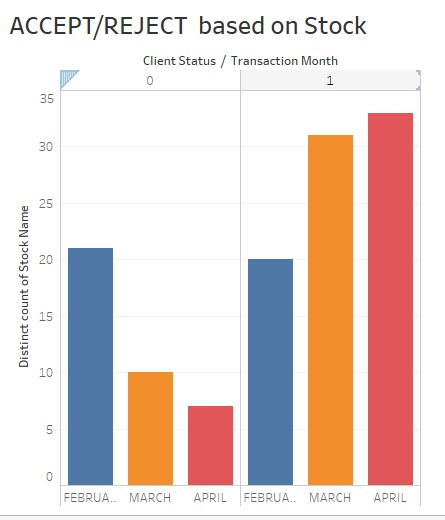 ACCEPT/REJECT based on Stock
Client Status / Transaction Month
0 1
35
30
25
20
15
10
5
0
Distinct count of Stock Name
FEBRUA.. MARCH APRIL FEBRUA.. MARCH APRIL